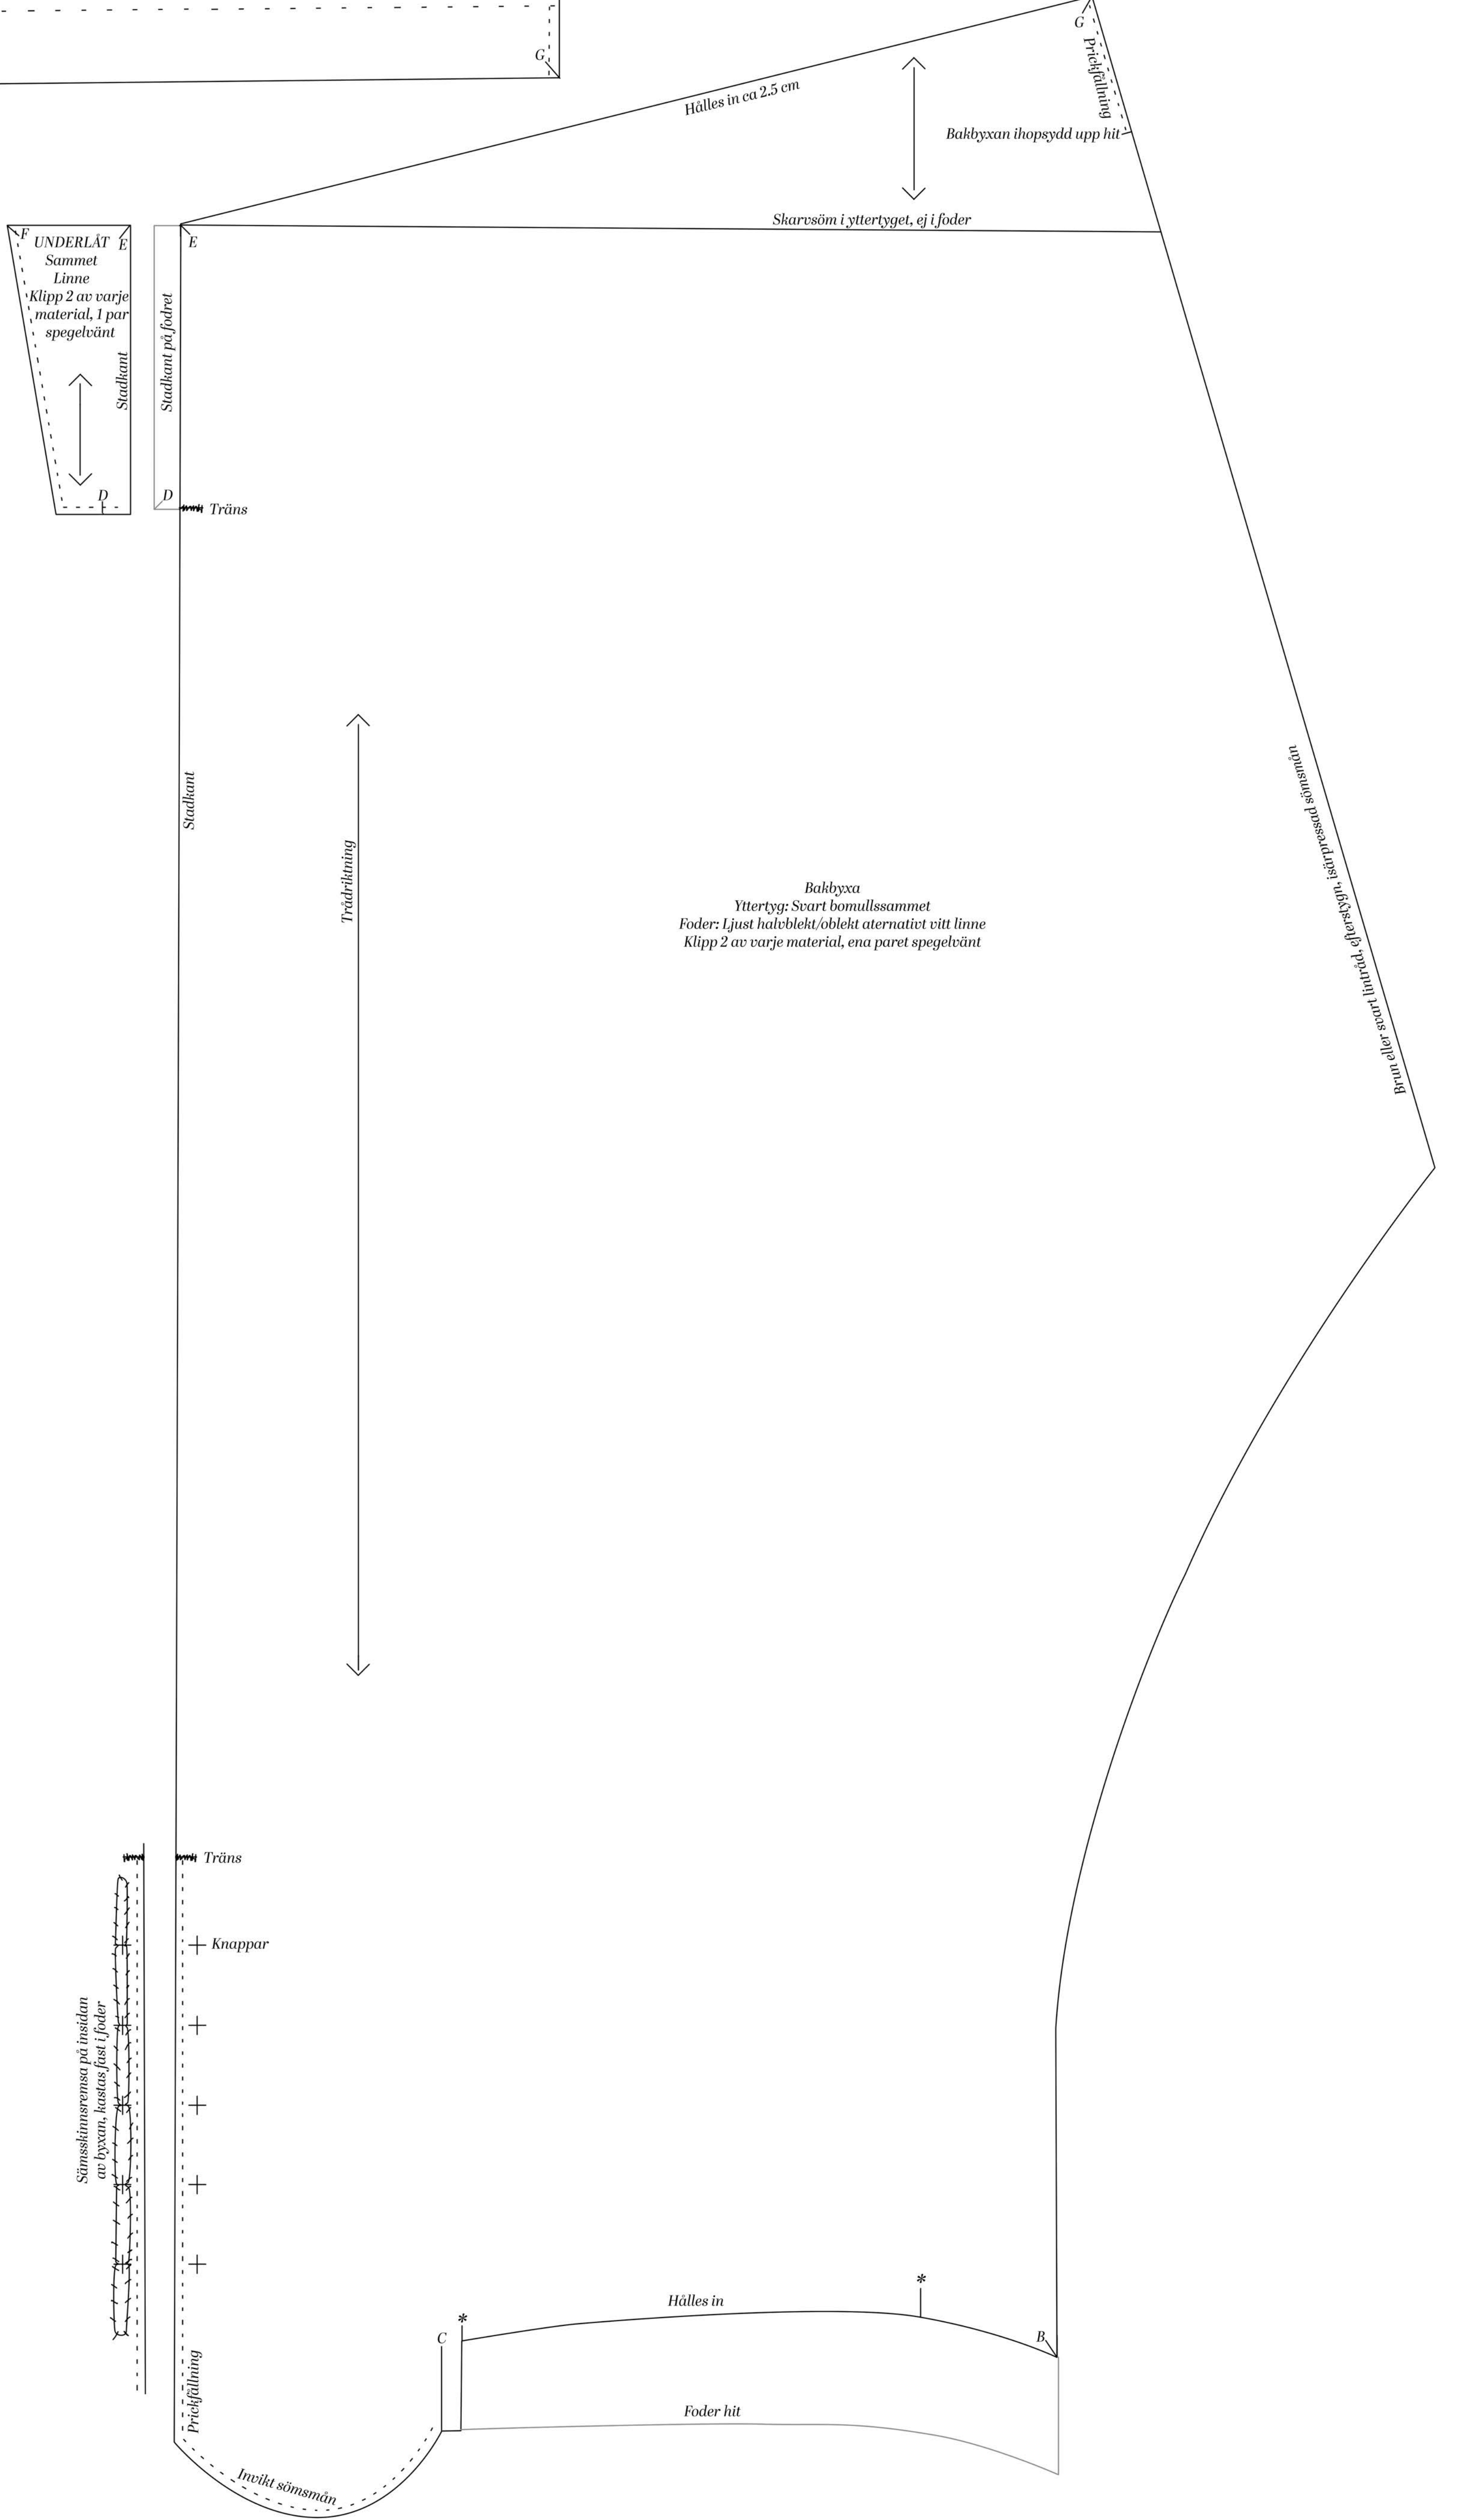 G
G
Prickfållning
Hålles in ca 2.5 cm
Bakbyxan ihopsydd upp hit
Skarvsöm i yttertyget, ej i foder
F
UNDERLÅT
E
Sammet
Linne
Klipp 2 av varje
material, 1 par
spegelvänt
Stadkant
D
E
Stadkant på fodret
D
Träns
Stadkant
Trådriktning
Bakbyxa
Yttertyg: Svart bomullssammet
Foder: Ljust halvblekt/oblekt aternativt vitt linne
Klipp 2 av varje material, ena paret spegelvänt
Brun eller svart lintråd, efterstygn, isärpressad sömsmån
Träns
Knappar
Sämsskinnsremsa på insidan
av byxan, kastas fast i foder
Prickfållning
Hålles in
*
*
C
B
Foder hit
Invikt sömsmån